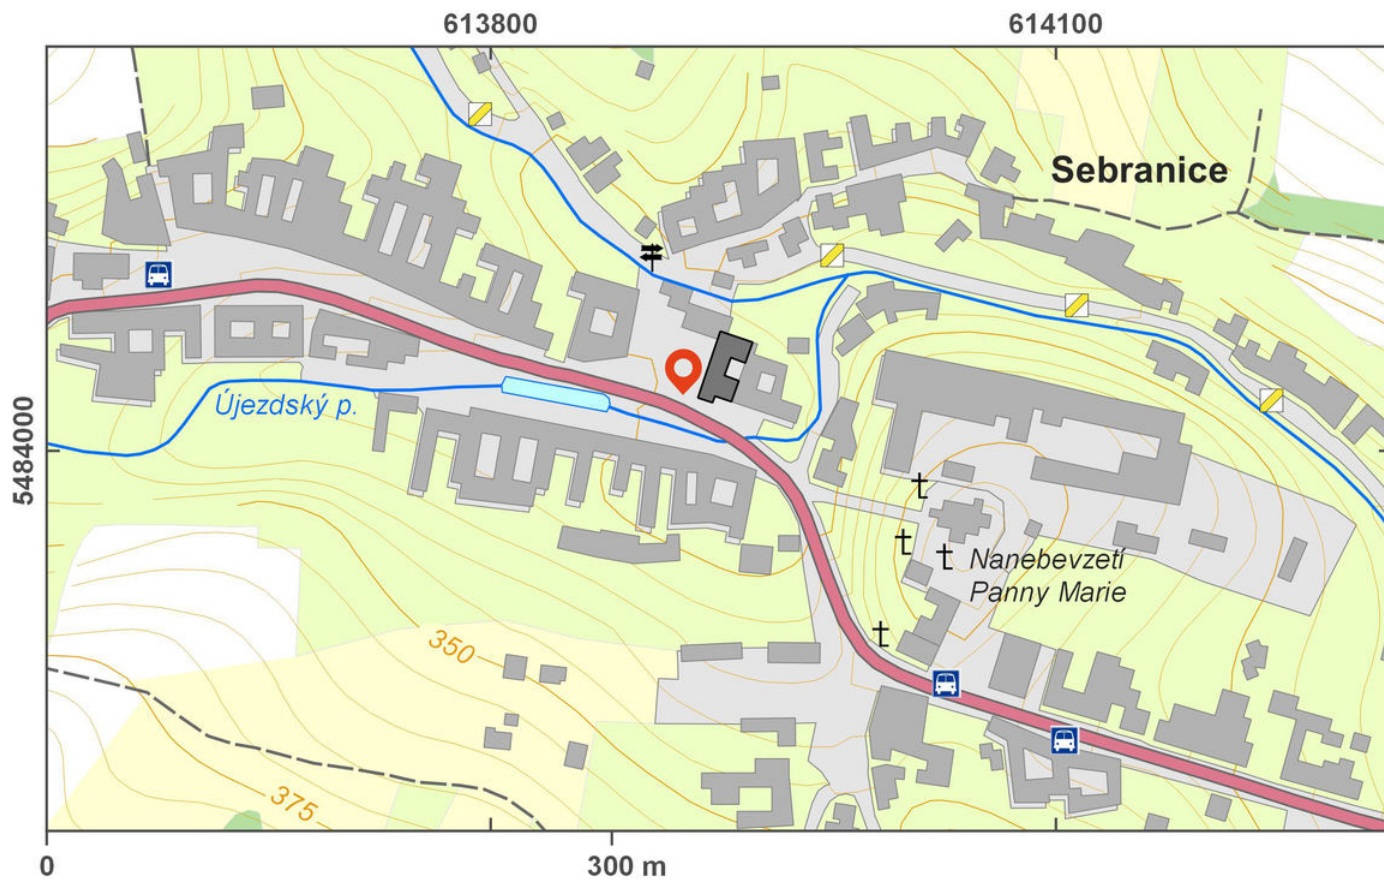 613800
614100
Sebranice
Újezdský p.
5484000
Nanebevzetí
Panny Marie
350
375
0
300 m